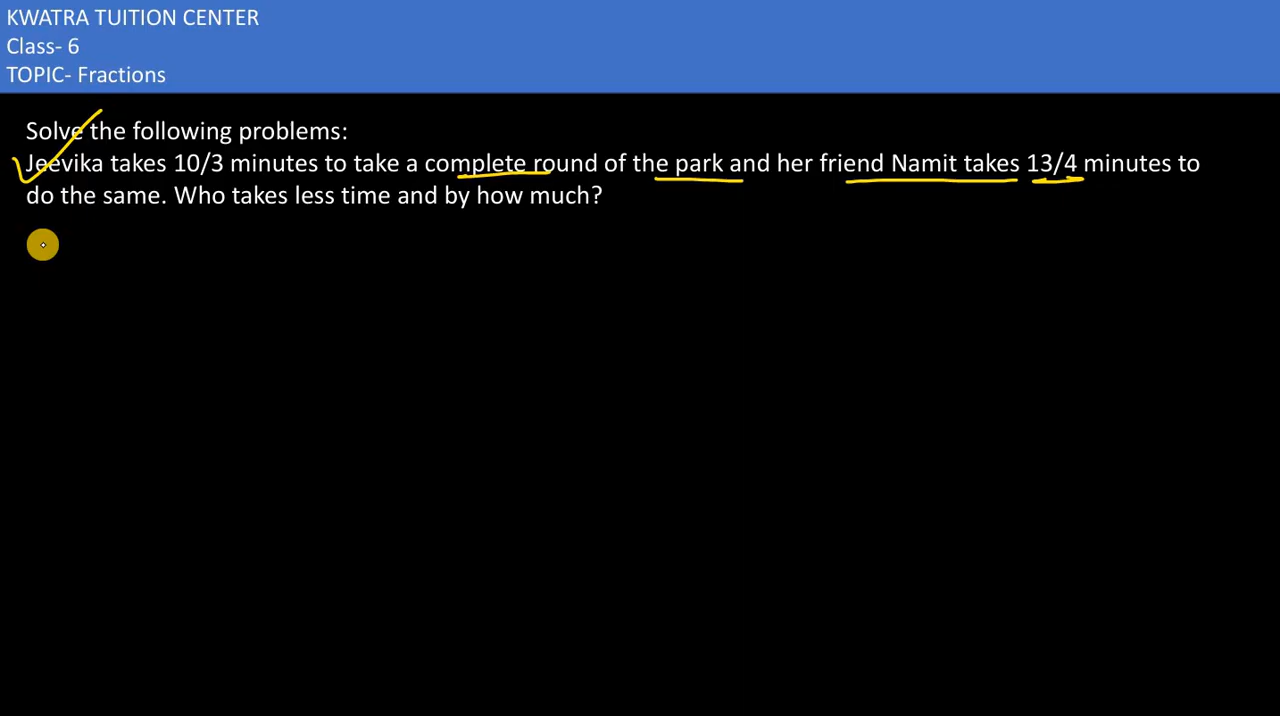 KWATRA TUITION CENTER
Class- 6
TOPIC- Fractions
Solve the following problems:
Jeevika takes 10/3 minutes to take a complete round of the park and her friend Namit takes 13/4 minutes to
do the same. Who takes less time and by how much?